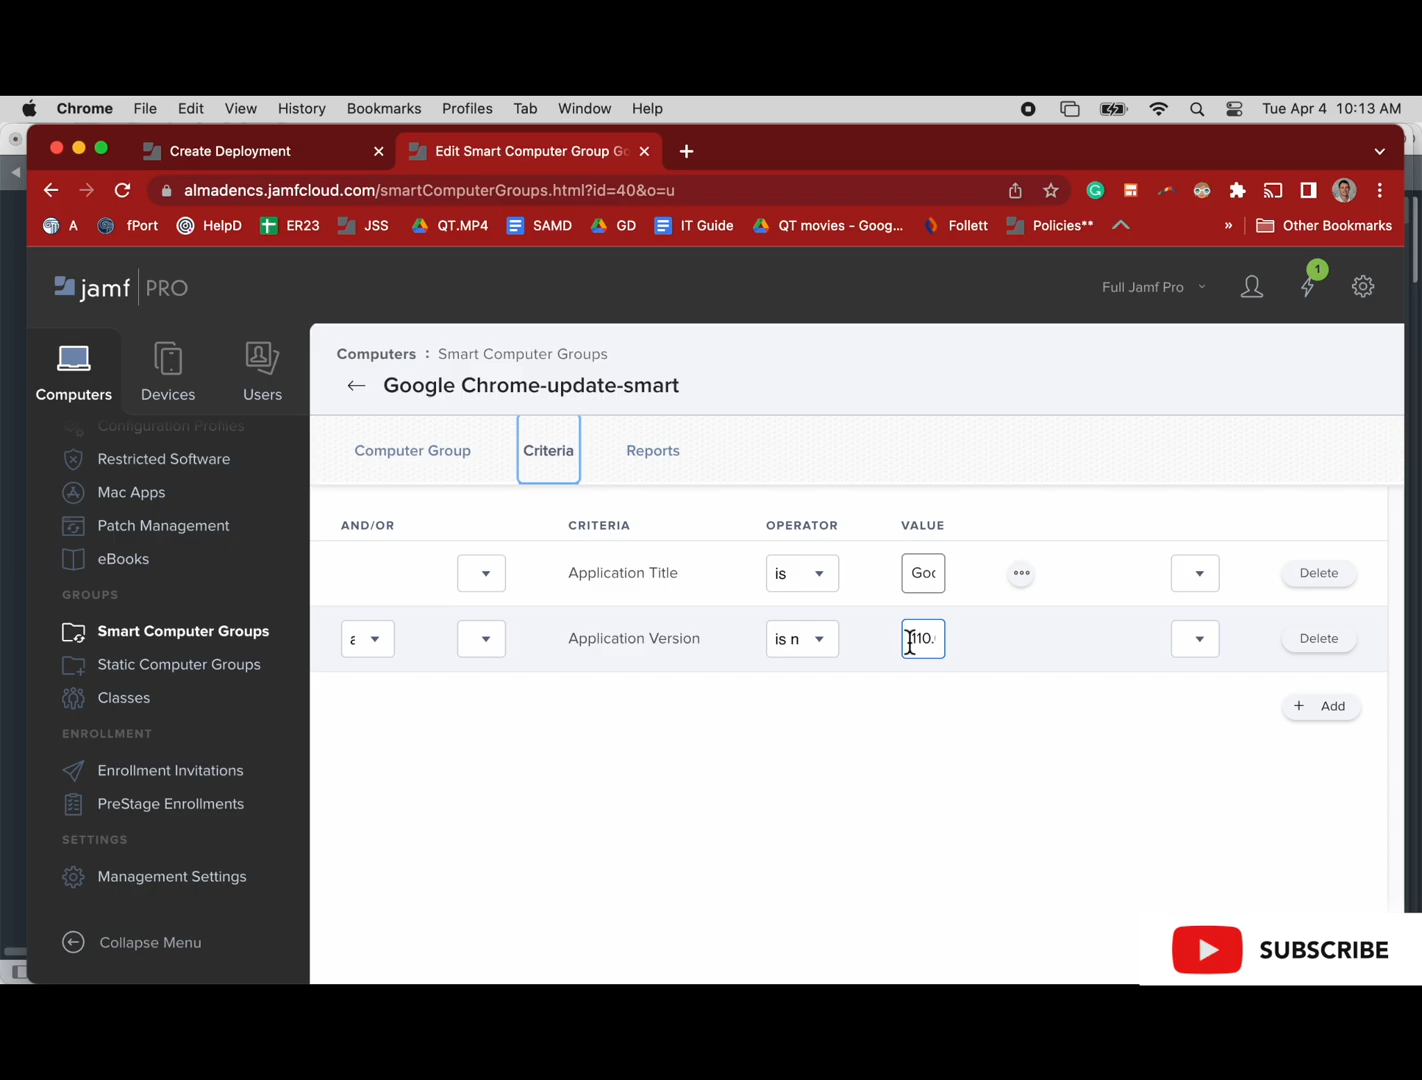 Chrome File Edit View History Bookmarks Profiles Tab Window Help Tue Apr 4 10:13 AM
Create Deployment Edit Smart Computer Group Go
almadencs.jamfcloud.com/smartComputerGroups.html?id=40&o=u
A fPort HelpD ER23 JSS QT.MP4 SAMD GD IT Guide QT movies - Goog... Follett Policies** » Other Bookmarks
jamf PRO
Full Jamf Pro 1
Computers Devices Users
Computers : Smart Computer Groups
← Google Chrome-update-smart
Computer Group Criteria Reports
Configuration Profiles
Restricted Software
Mac Apps
Patch Management
eBooks
GROUPS
Smart Computer Groups
Static Computer Groups
Classes
ENROLLMENT
Enrollment Invitations
PreStage Enrollments
SETTINGS
Management Settings
Collapse Menu
AND/OR CRITERIA OPERATOR VALUE
Application Title is Goo Delete
a Application Version is n 110. Delete
+ Add
SUBSCRIBE